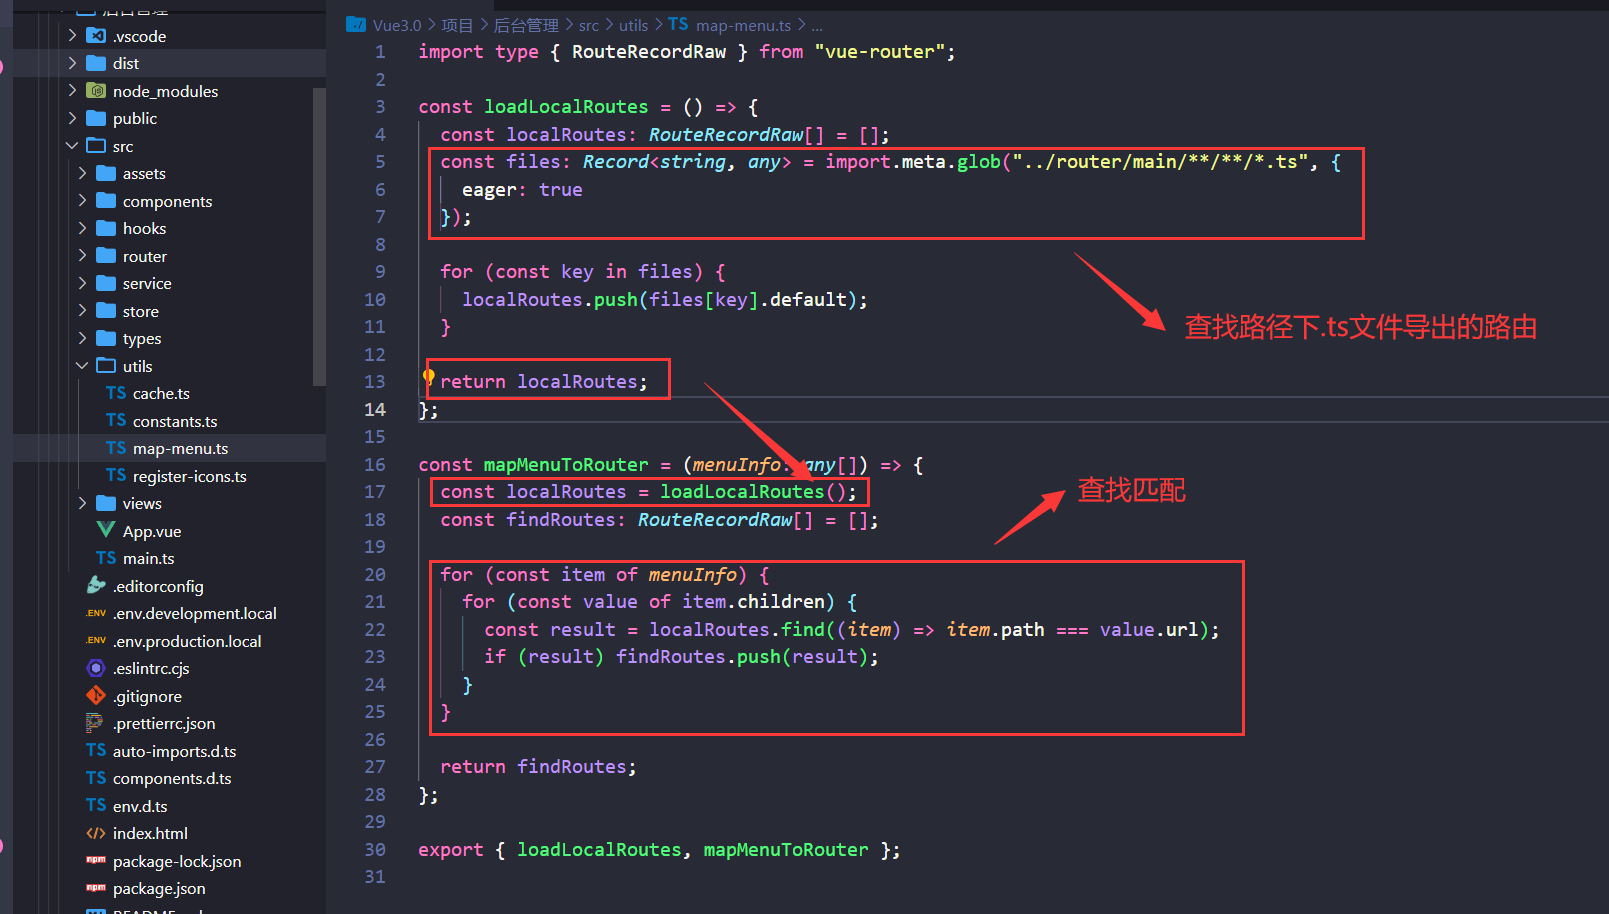 后台管理
.vscode
dist
node_modules
public
src
assets
components
hooks
router
service
store
types
utils
TS cache.ts
TS constants.ts
TS map-menu.ts
TS register-icons.ts
views
App.vue
TS main.ts
.editorconfig
.ENV .env.development.local
.ENV .env.production.local
.eslintrc.cjs
.gitignore
.prettierrc.json
TS auto-imports.d.ts
TS components.d.ts
TS env.d.ts
</> index.html
npm package-lock.json
npm package.json
Vue3.0 > 项目 > 后台管理 > src > utils > TS map-menu.ts > ...
1 import type { RouteRecordRaw } from "vue-router";
2
3 const loadLocalRoutes = () => {
4 const localRoutes: RouteRecordRaw[] = [];
5 const files: Record<string, any> = import.meta.glob("../router/main/**/**/*.ts", {
6 eager: true
7 });
8
9 for (const key in files) {
10 localRoutes.push(files[key].default);
11 }
12
13 return localRoutes;
14 };
15
16 const mapMenuToRouter = (menuInfo: any[]) => {
17 const localRoutes = loadLocalRoutes();
18 const findRoutes: RouteRecordRaw[] = [];
19
20 for (const item of menuInfo) {
21 for (const value of item.children) {
22 const result = localRoutes.find((item) => item.path === value.url);
23 if (result) findRoutes.push(result);
24 }
25 }
26
27 return findRoutes;
28 };
29
30 export { loadLocalRoutes, mapMenuToRouter };
31
查找路径下.ts文件导出的路由
查找匹配